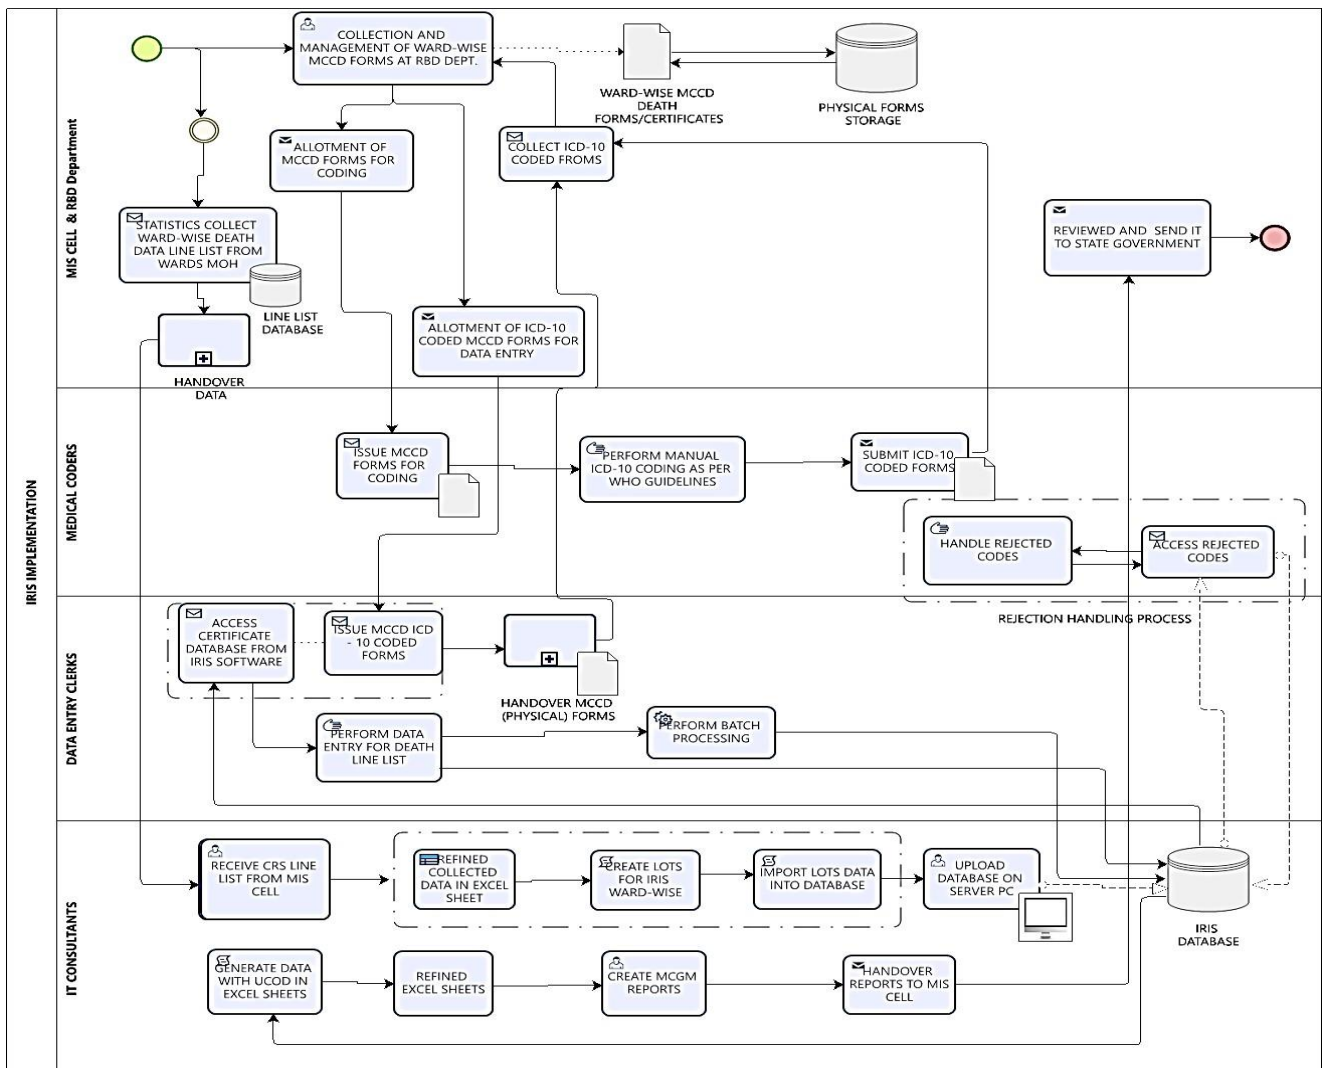 IRIS IMPLEMENTATION
MIS CELL & RBD Department
COLLECTION AND
MANAGEMENT OF WARD-WISE
MCCD FORMS AT RBD DEPT.
WARD-WISE MCCD
DEATH
FORMS/CERTIFICATES
PHYSICAL FORMS
STORAGE
ALLOTMENT OF
MCCD FORMS FOR
CODING
COLLECT ICD-10
CODED FROMS
STATISTICS COLLECT
WARD-WISE DEATH
DATA LINE LIST FROM
WARDS MOH
LINE LIST
DATABASE
REVIEWED AND SEND IT
TO STATE GOVERNMENT
ALLOTMENT OF ICD-10
CODED MCCD FORMS FOR
DATA ENTRY
HANDOVER
DATA
MEDICAL CODERS
ISSUE MCCD
FORMS FOR
CODING
PERFORM MANUAL
ICD-10 CODING AS PER
WHO GUIDELINES
SUBMIT ICD-10
CODED FORMS
HANDLE REJECTED
CODES
ACCESS REJECTED
CODES
REJECTION HANDLING PROCESS
DATA ENTRY CLERKS
ACCESS
CERTIFICATE
DATABASE FROM
IRIS SOFTWARE
ISSUE MCCD ICD
- 10 CODED
FORMS
HANDOVER MCCD
(PHYSICAL) FORMS
PERFORM DATA
ENTRY FOR DEATH
LINE LIST
PERFORM BATCH
PROCESSING
IT CONSULTANTS
RECEIVE CRS LINE
LIST FROM MIS
CELL
REFINED
COLLECTED
DATA IN EXCEL
SHEET
CREATE LOTS
FOR IRIS
WARD-WISE
IMPORT LOTS DATA
INTO DATABASE
UPLOAD
DATABASE ON
SERVER PC
IRIS
DATABASE
GENERATE DATA
WITH UCOD IN
EXCEL SHEETS
REFINED
EXCEL SHEETS
CREATE MCGM
REPORTS
HANDOVER
REPORTS TO MIS
CELL